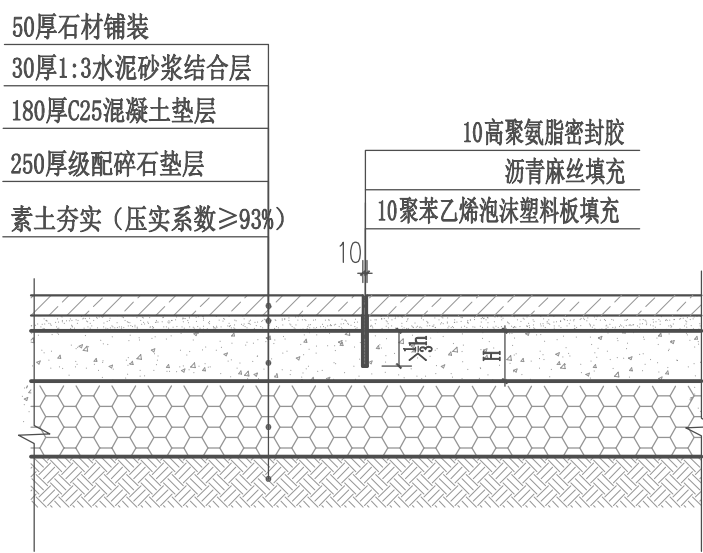 50厚石材铺装
30厚1:3水泥砂浆结合层
180厚C25混凝土垫层
250厚级配碎石垫层
素土夯实（压实系数≥93%）
10高聚氨脂密封胶
沥青麻丝填充
10聚苯乙烯泡沫塑料板填充
10
>1/3h
H